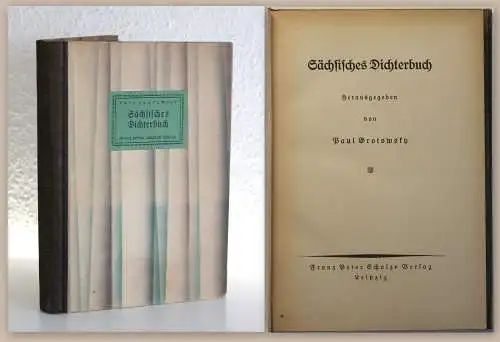 Sächsisches
Dichterbuch
Sächsisches Dichterbuch
Herausgegeben
von
Paul Grotowsky
Franz Peter Scholze Verlag
Leipzig